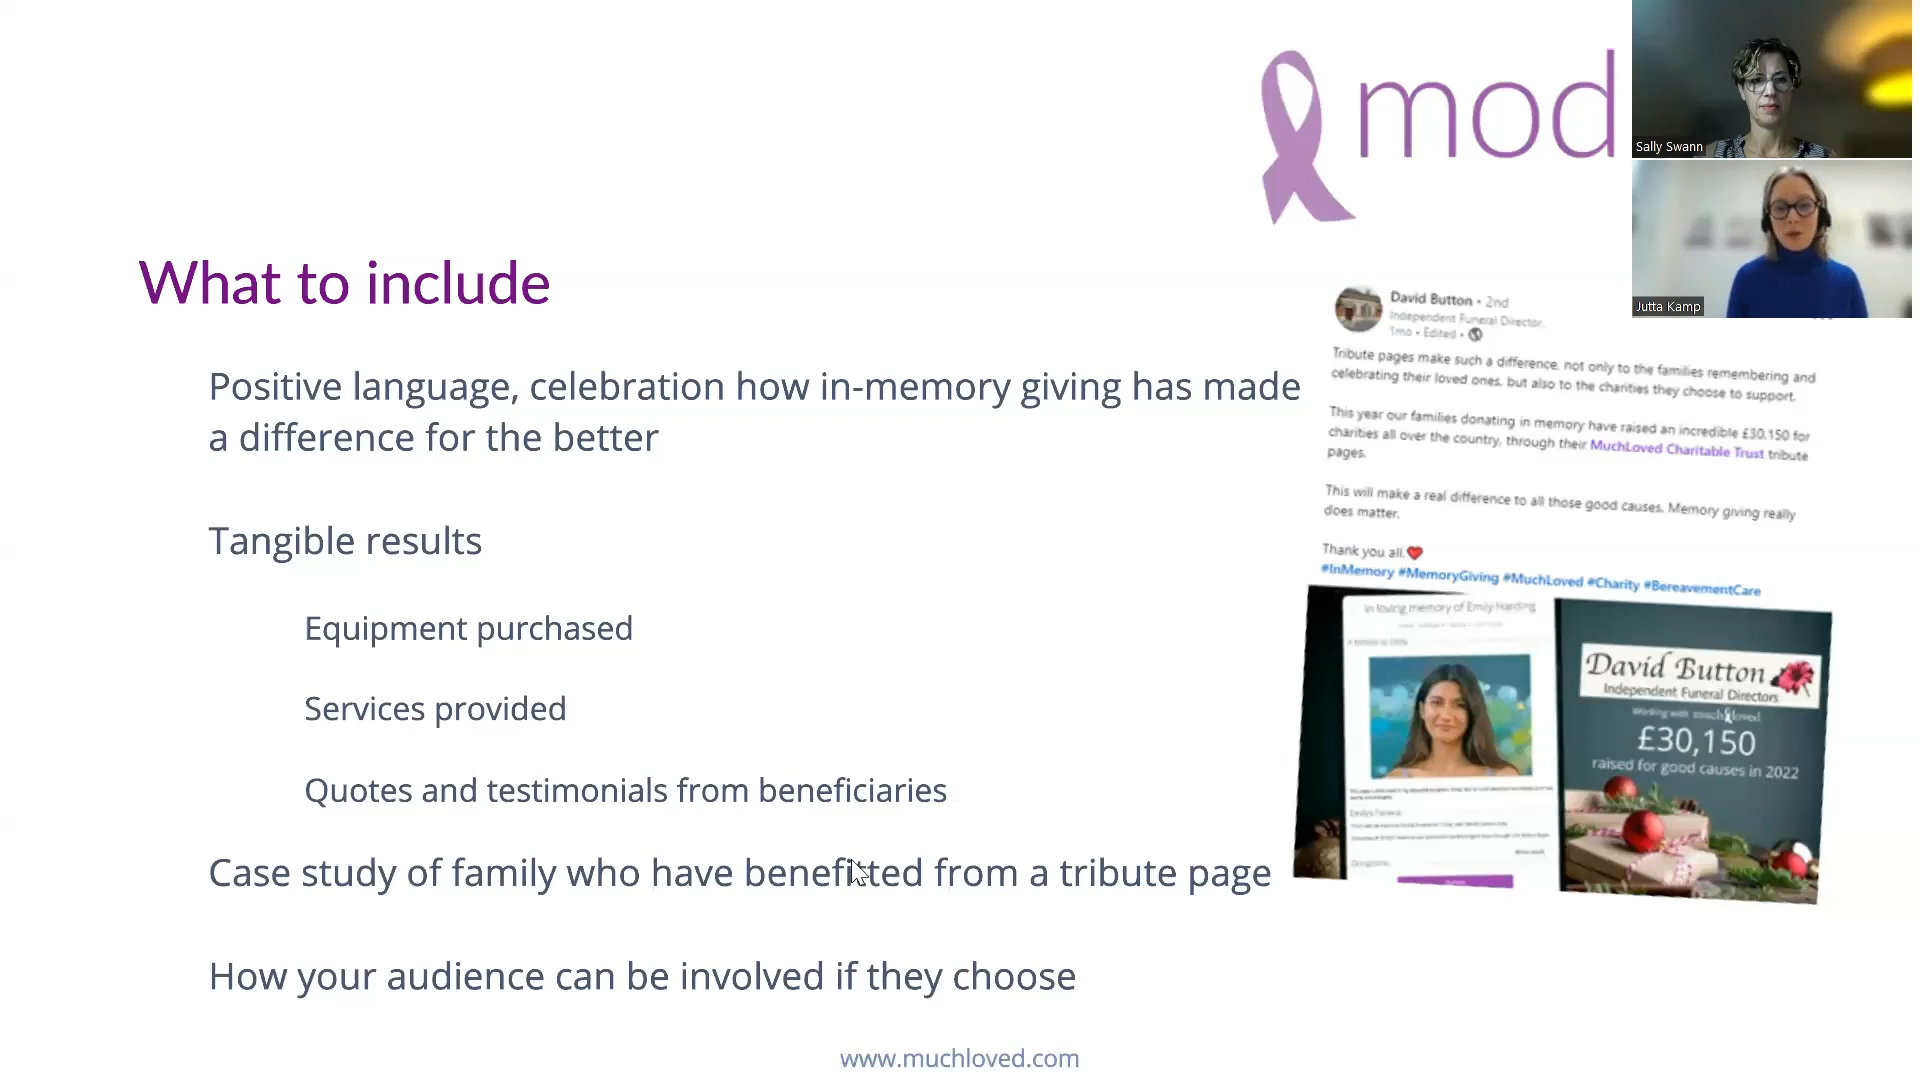 mod
Sally Swann
Jutta Kamp
What to include
Positive language, celebration how in-memory giving has made
a difference for the better
Tangible results
Equipment purchased
Services provided
Quotes and testimonials from beneficiaries
Case study of family who have benefitted from a tribute page
How your audience can be involved if they choose
David Button • 2nd
Independent Funeral Director,
1mo • Edited •
Tribute pages make such a difference, not only to the families remembering and
celebrating their loved ones, but also to the charities they choose to support.
This year our families donating in memory have raised an incredible £30,150 for
charities all over the country, through their MuchLoved Charitable Trust tribute
pages.
This will make a real difference to all those good causes. Memory giving really
does matter.
Thank you all.
#InMemory #MemoryGiving #MuchLoved #Charity #BereavementCare
In loving memory of Emily Harding
David Button
Independent Funeral Directors
Working with muchloved
£30,150
raised for good causes in 2022
www.muchloved.com